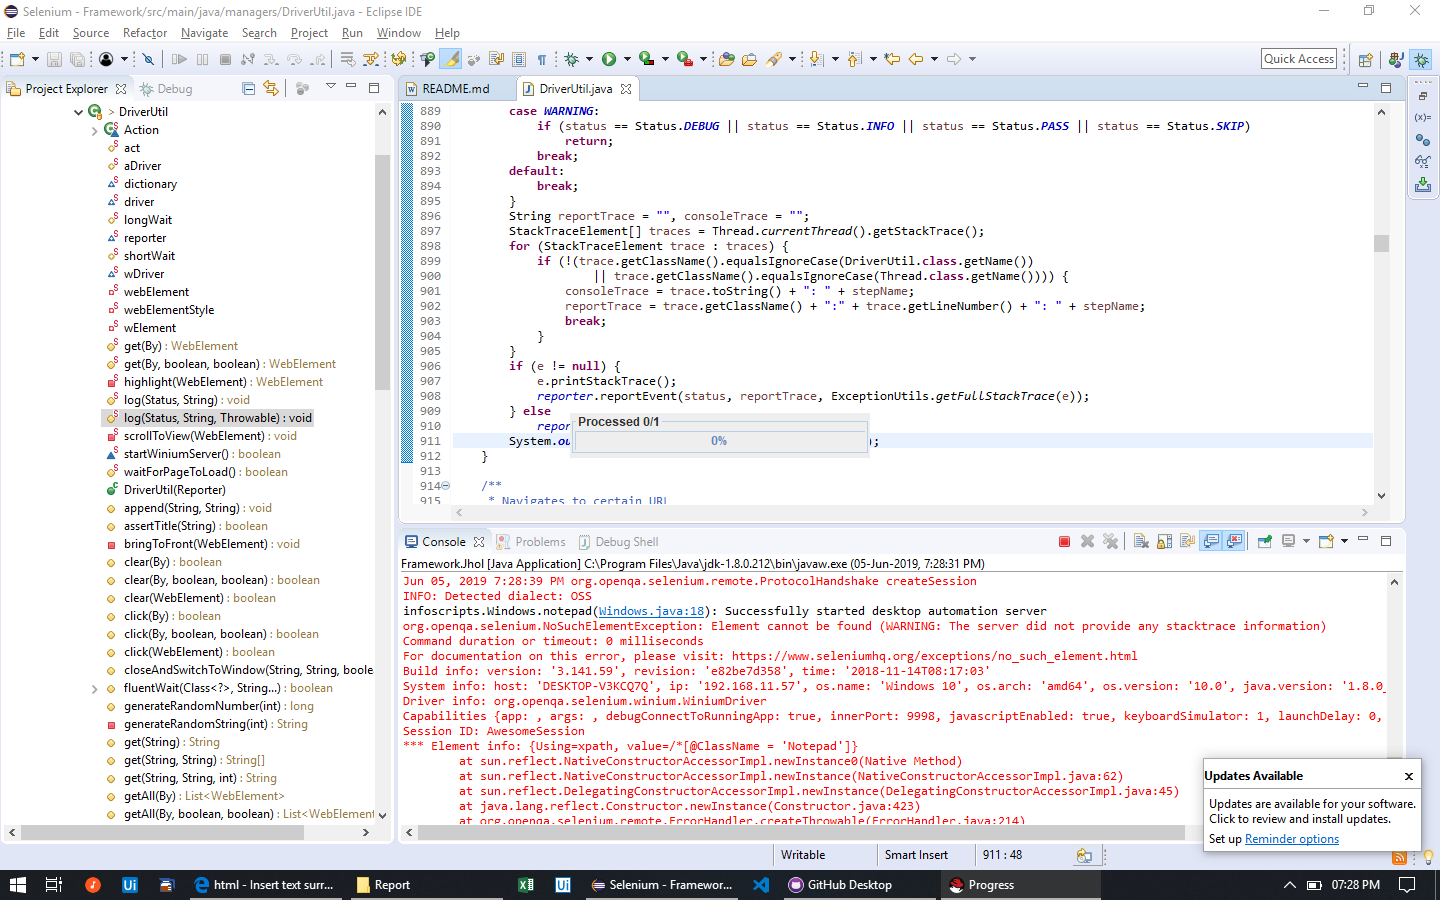 Selenium - Framework/src/main/java/managers/DriverUtil.java - Eclipse IDE
File Edit Source Refactor Navigate Search Project Run Window Help
Quick Access
Project Explorer Debug
> DriverUtil
Action
act
aDriver
dictionary
driver
longWait
reporter
shortWait
wDriver
webElement
webElementStyle
wElement
get(By) : WebElement
get(By, boolean, boolean) : WebElement
highlight(WebElement) : WebElement
log(Status, String) : void
log(Status, String, Throwable) : void
scrollToView(WebElement) : void
startWiniumServer() : boolean
waitForPageToLoad() : boolean
DriverUtil(Reporter)
append(String, String) : void
assertTitle(String) : boolean
bringToFront(WebElement) : void
clear(By) : boolean
clear(By, boolean, boolean) : boolean
clear(WebElement) : boolean
click(By) : boolean
click(By, boolean, boolean) : boolean
click(WebElement) : boolean
closeAndSwitchToWindow(String, String, boole
fluentWait(Class<?>, String...) : boolean
generateRandomNumber(int) : long
generateRandomString(int) : String
get(String) : String
get(String, String) : String[]
get(String, String, int) : String
getAll(By) : List<WebElement>
getAll(By, boolean, boolean) : List<WebElement
README.md DriverUtil.java
889 case WARNING:
890 if (status == Status.DEBUG || status == Status.INFO || status == Status.PASS || status == Status.SKIP)
891 return;
892 break;
893 default:
894 break;
895 }
896 String reportTrace = "", consoleTrace = "";
897 StackTraceElement[] traces = Thread.currentThread().getStackTrace();
898 for (StackTraceElement trace : traces) {
899 if (!(trace.getClassName().equalsIgnoreCase(DriverUtil.class.getName())
900 || trace.getClassName().equalsIgnoreCase(Thread.class.getName()))) {
901 consoleTrace = trace.toString() + ": " + stepName;
902 reportTrace = trace.getClassName() + ":" + trace.getLineNumber() + ": " + stepName;
903 break;
904 }
905 }
906 if (e != null) {
907 e.printStackTrace();
908 reporter.reportEvent(status, reportTrace, ExceptionUtils.getFullStackTrace(e));
909 } else
910 repo
911 System.ou );
912 }
913
914 /**
915 * Navigates to certain URL
Processed 0/1
0%
Console Problems Debug Shell
Framework.Jhol [Java Application] C:\Program Files\Java\jdk-1.8.0.212\bin\javaw.exe (05-Jun-2019, 7:28:31 PM)
Jun 05, 2019 7:28:39 PM org.openqa.selenium.remote.ProtocolHandshake createSession
INFO: Detected dialect: OSS
infoscripts.Windows.notepad(Windows.java:18): Successfully started desktop automation server
org.openqa.selenium.NoSuchElementException: Element cannot be found (WARNING: The server did not provide any stacktrace information)
Command duration or timeout: 0 milliseconds
For documentation on this error, please visit: https://www.seleniumhq.org/exceptions/no_such_element.html
Build info: version: '3.141.59', revision: 'e82be7d358', time: '2018-11-14T08:17:03'
System info: host: 'DESKTOP-V3KCQ7Q', ip: '192.168.11.57', os.name: 'Windows 10', os.arch: 'amd64', os.version: '10.0', java.version: '1.8.0_
Driver info: org.openqa.selenium.winium.WiniumDriver
Capabilities {app: , args: , debugConnectToRunningApp: true, innerPort: 9998, javascriptEnabled: true, keyboardSimulator: 1, launchDelay: 0,
Session ID: AwesomeSession
*** Element info: {Using=xpath, value=/*[@ClassName = 'Notepad']}
at sun.reflect.NativeConstructorAccessorImpl.newInstance0(Native Method)
at sun.reflect.NativeConstructorAccessorImpl.newInstance(NativeConstructorAccessorImpl.java:62)
at sun.reflect.DelegatingConstructorAccessorImpl.newInstance(DelegatingConstructorAccessorImpl.java:45)
at java.lang.reflect.Constructor.newInstance(Constructor.java:423)
at org.openqa.selenium.remote.ErrorHandler.createThrowable(ErrorHandler.java:214)
Updates Available
Updates are available for your software.
Click to review and install updates.
Set up Reminder options
Writable Smart Insert 911 : 48
html - Insert text surr... Report Selenium - Framewor... GitHub Desktop Progress 07:28 PM